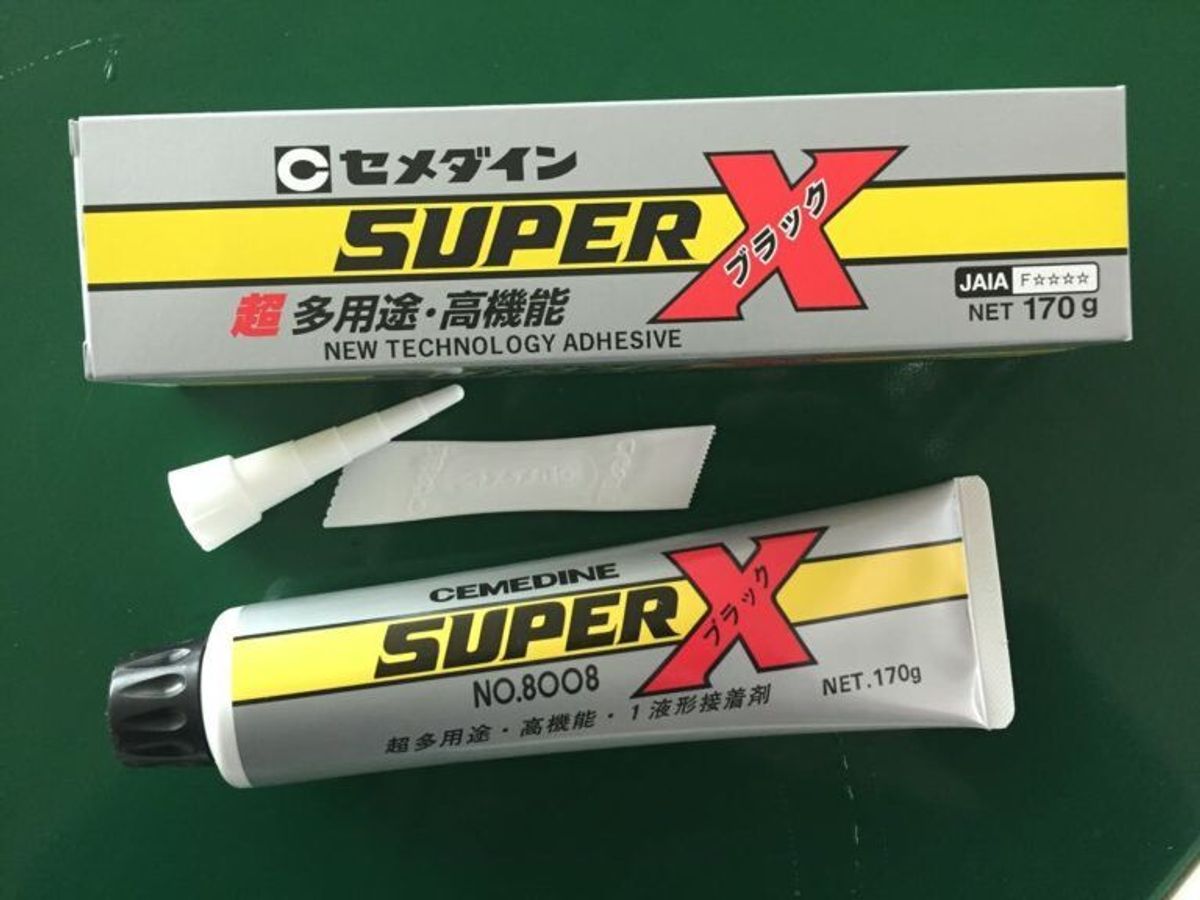 セメダイン
SUPER X
ブラック
超 多用途・高機能
NEW TECHNOLOGY ADHESIVE
JAIA F☆☆☆☆
NET 170g
CEMEDINE
SUPER X
ブラック
NO.8008
NET.170g
超多用途・高機能・1液形接着剤